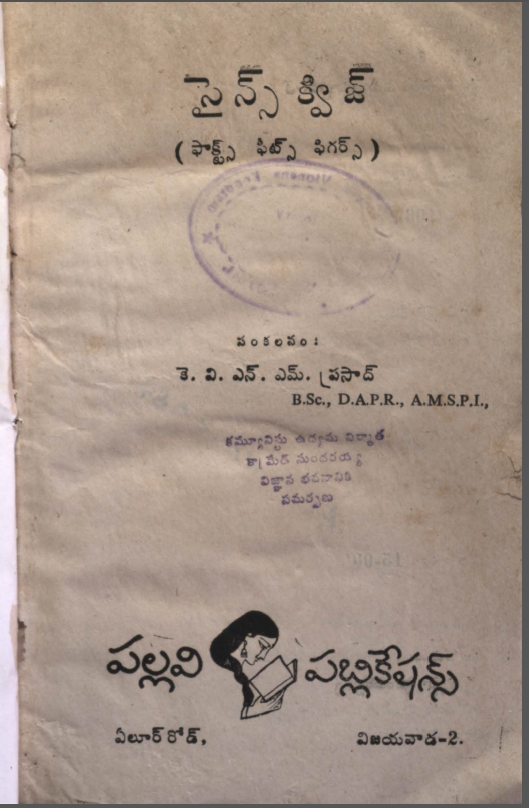 సైన్స్ క్విజ్
( ఫాక్ట్స్ ఫీట్స్ ఫిగర్స్ )
సంకలనం :
కె. వి. ఎన్. ఎమ్. ప్రసాద్
B.Sc., D.A.P.R., A.M.S.P.I.,
కమ్యూనిస్టు ఉద్యమ నిర్మాత
కామ్రేడ్ సుందరయ్య
విజ్ఞాన భవనానికి
సమర్పణ
పల్లవి పబ్లికేషన్స్
ఏలూర్ రోడ్, విజయవాడ-2.